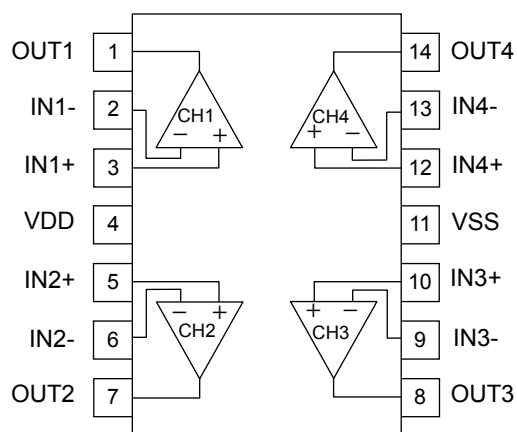 OUT1 1 14 OUT4
IN1- 2 CH1 CH4 13 IN4-
− + + −
IN1+ 3 12 IN4+
VDD 4 11 VSS
IN2+ 5 10 IN3+
− + + −
IN2- 6 CH2 CH3 9 IN3-
OUT2 7 8 OUT3